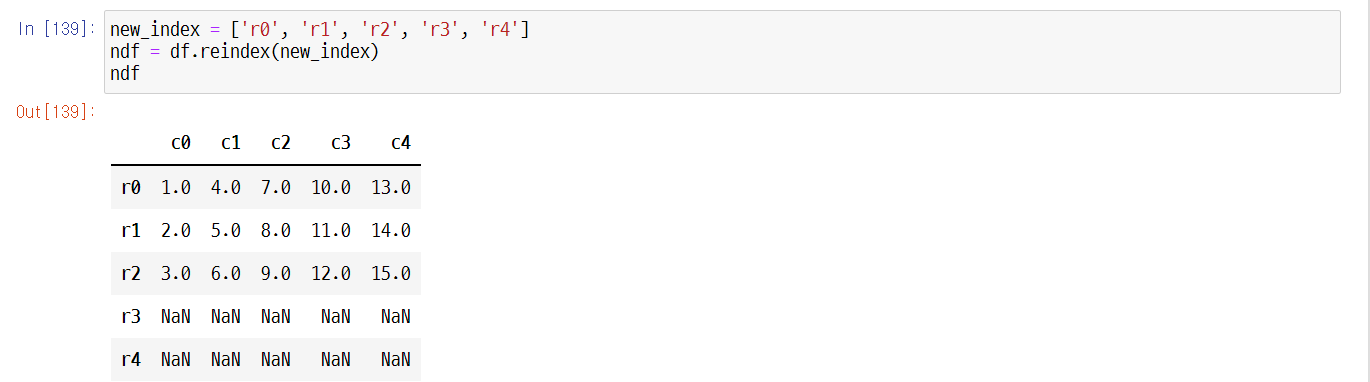 In [139]: new_index = ['r0', 'r1', 'r2', 'r3', 'r4']
ndf = df.reindex(new_index)
ndf
Out[139]:
c0 c1 c2 c3 c4
r0 1.0 4.0 7.0 10.0 13.0
r1 2.0 5.0 8.0 11.0 14.0
r2 3.0 6.0 9.0 12.0 15.0
r3 NaN NaN NaN NaN NaN
r4 NaN NaN NaN NaN NaN